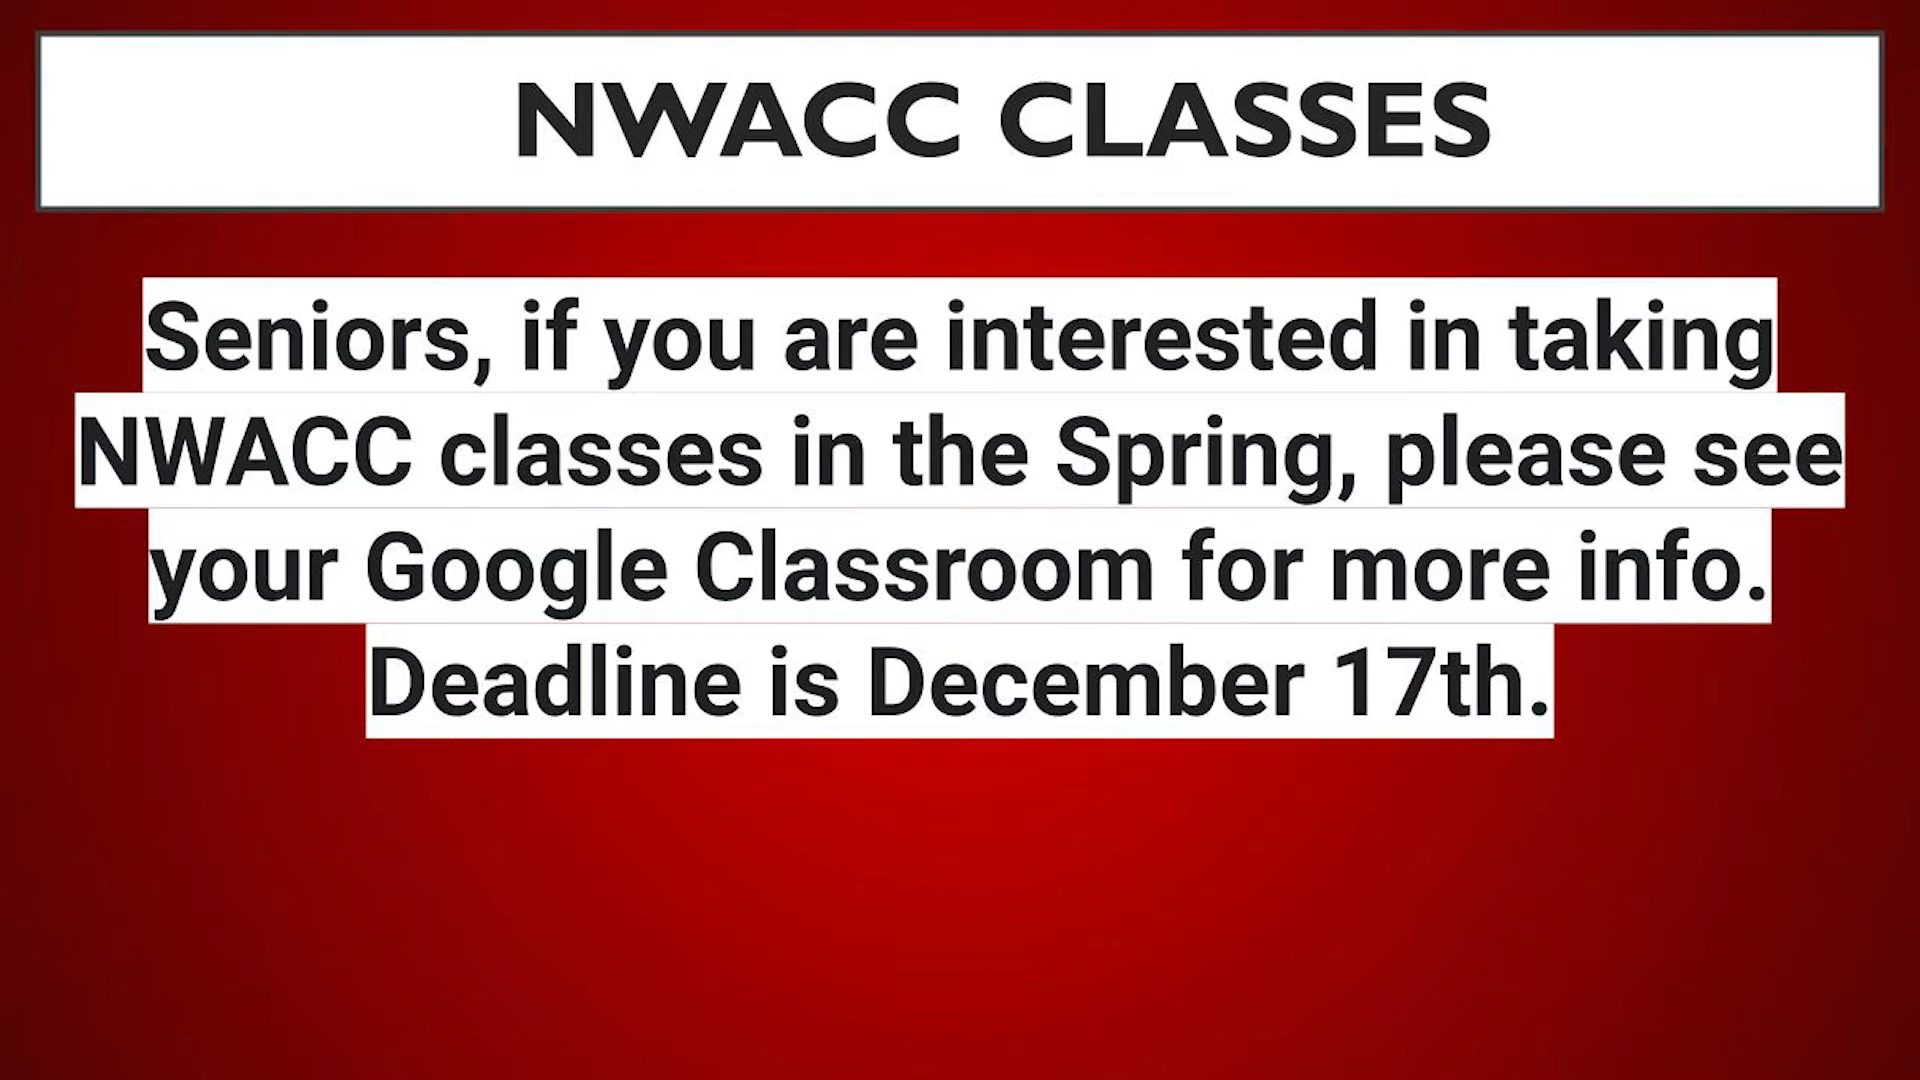 NWACC CLASSES
Seniors, if you are interested in taking
NWACC classes in the Spring, please see
your Google Classroom for more info.
Deadline is December 17th.